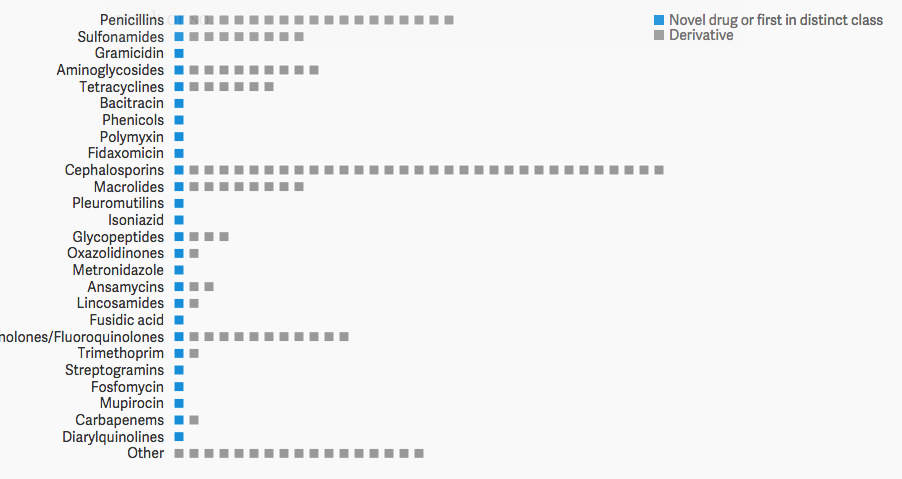 Penicillins
Novel drug or first in distinct class
Sulfonamides
Derivative
Gramicidin
Aminoglycosides
Tetracyclines
Bacitracin
Phenicols
Polymyxin
Fidaxomicin
Cephalosporins
Macrolides
Pleuromutilins
Isoniazid
Glycopeptides
Oxazolidinones
Metronidazole
Ansamycins
Lincosamides
Fusidic acid
nolones/Fluoroquinolones
Trimethoprim
Streptogramins
Fosfomycin
Mupirocin
Carbapenems
Diarylquinolines
Other